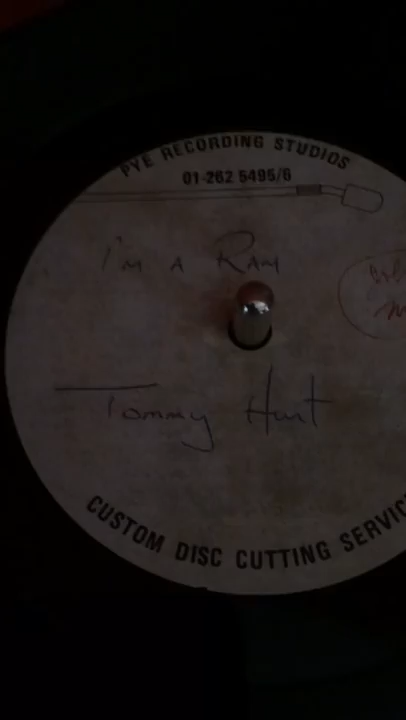 PYE RECORDING STUDIOS
01-262 5495/6
I'M A RAM
Tommy Hunt
CUSTOM DISC CUTTING SERVIC